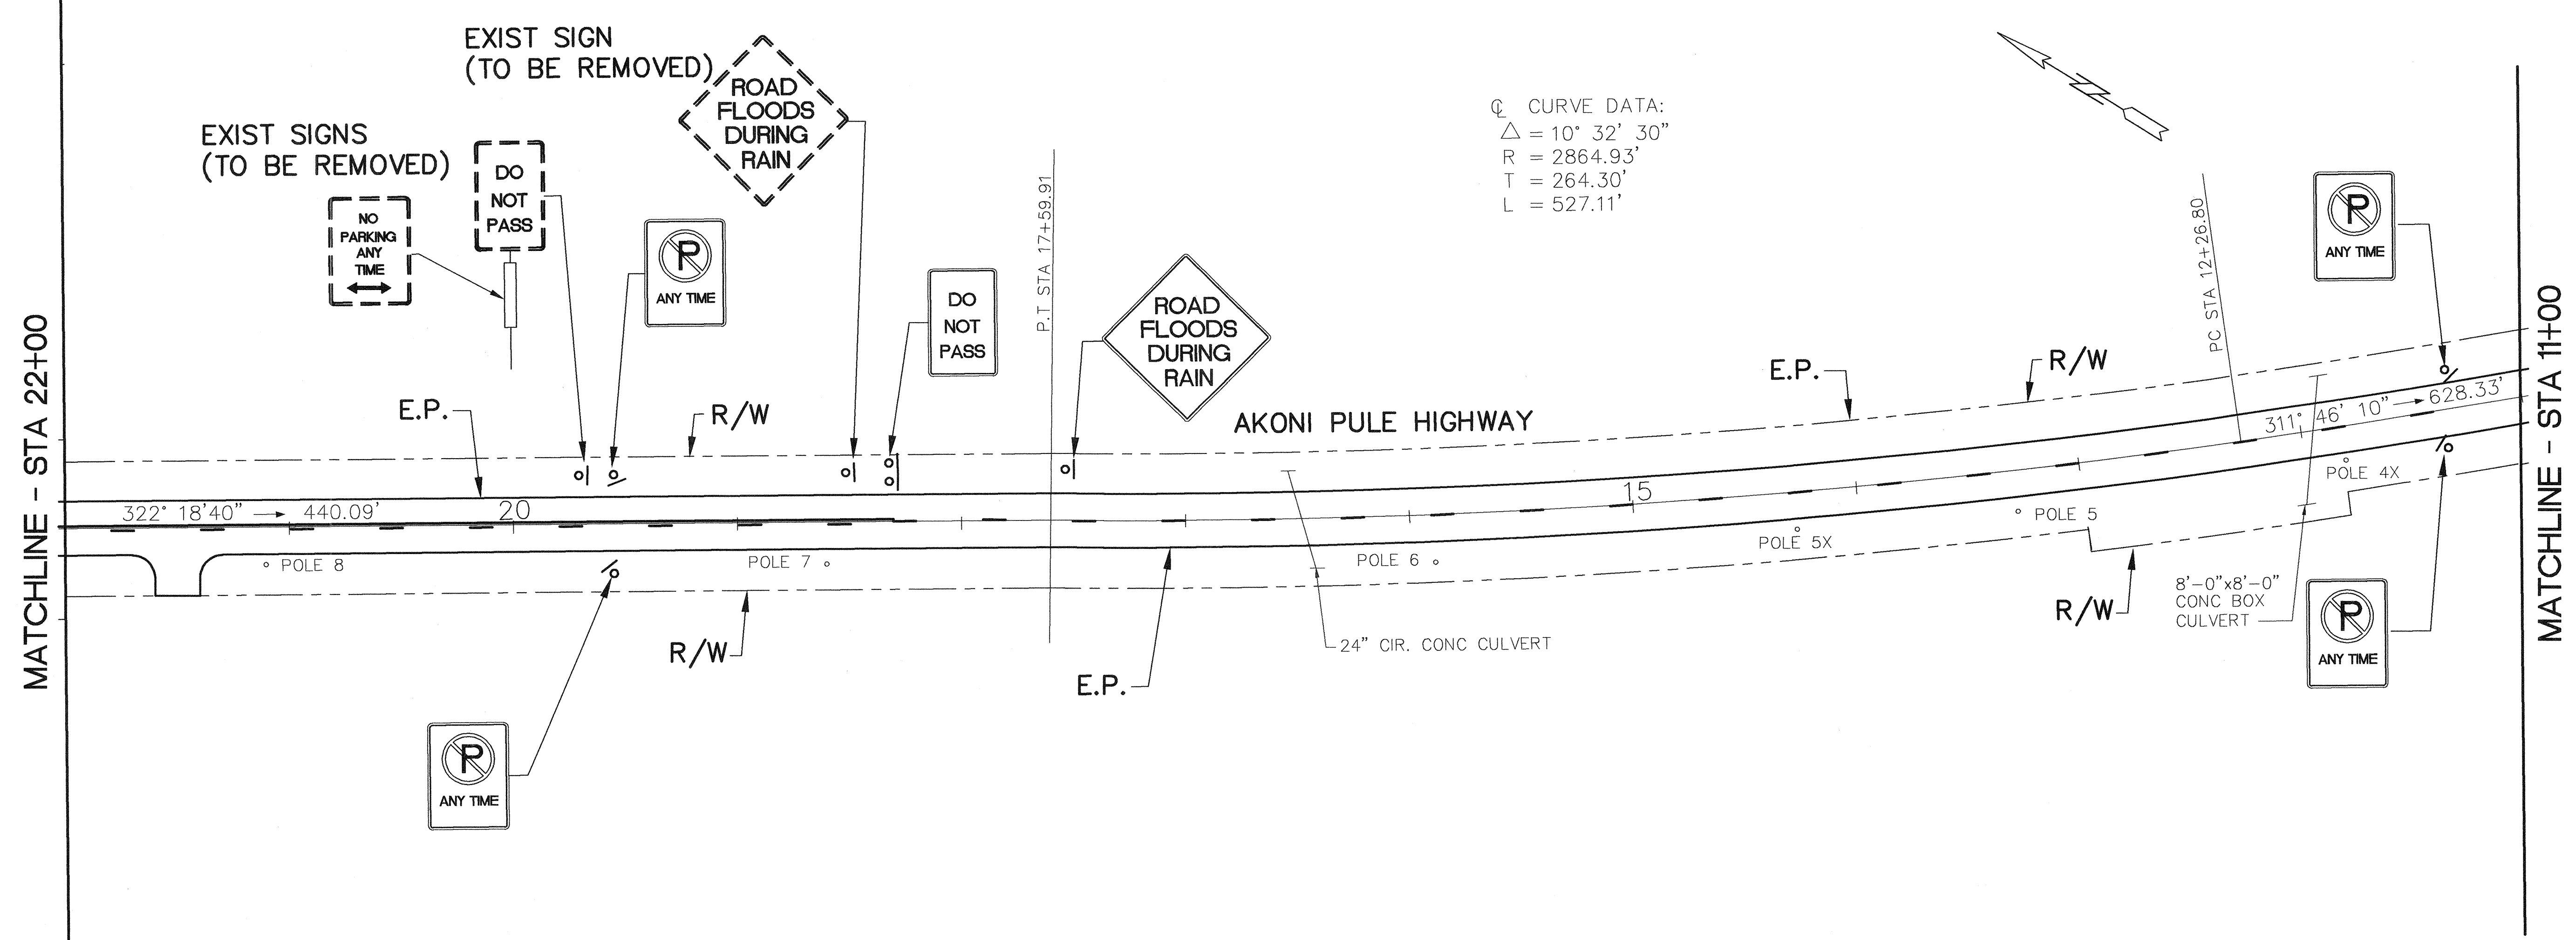 EXIST SIGN
(TO BE REMOVED)
ROAD
FLOODS
DURING
RAIN
EXIST SIGNS
(TO BE REMOVED)
DO
NOT
PASS
NO
PARKING
ANY
TIME
P
ANY TIME
DO
NOT
PASS
P.T STA 17+59.91
ROAD
FLOODS
DURING
RAIN
℄ CURVE DATA:
△ = 10° 32' 30"
R = 2864.93'
T = 264.30'
L = 527.11'
N
P
ANY TIME
PC STA 12+26.80
MATCHLINE - STA 22+00
MATCHLINE - STA 11+00
E.P.
R/W
AKONI PULE HIGHWAY
E.P.
R/W
311° 46' 10" → 628.33'
322° 18'40" → 440.09'
20
15
POLE 8
POLE 7
POLE 6
POLE 5X
POLE 5
POLE 4X
R/W
E.P.
24" CIR. CONC CULVERT
R/W
8'-0"x8'-0"
CONC BOX
CULVERT
P
ANY TIME
P
ANY TIME